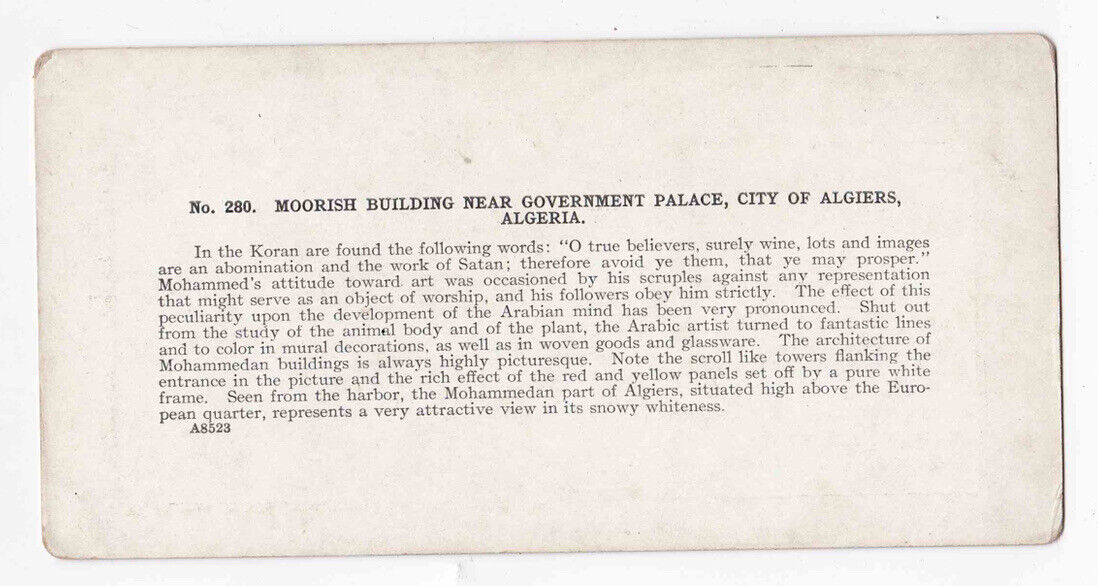 No. 280. MOORISH BUILDING NEAR GOVERNMENT PALACE, CITY OF ALGIERS,
ALGERIA.
In the Koran are found the following words: "O true believers, surely wine, lots and images
are an abomination and the work of Satan; therefore avoid ye them, that ye may prosper."
Mohammed's attitude toward art was occasioned by his scruples against any representation
that might serve as an object of worship, and his followers obey him strictly. The effect of this
peculiarity upon the development of the Arabian mind has been very pronounced. Shut out
from the study of the animal body and of the plant, the Arabic artist turned to fantastic lines
and to color in mural decorations, as well as in woven goods and glassware. The architecture of
Mohammedan buildings is always highly picturesque. Note the scroll like towers flanking the
entrance in the picture and the rich effect of the red and yellow panels set off by a pure white
frame. Seen from the harbor, the Mohammedan part of Algiers, situated high above the Euro-
pean quarter, represents a very attractive view in its snowy whiteness.
A8523